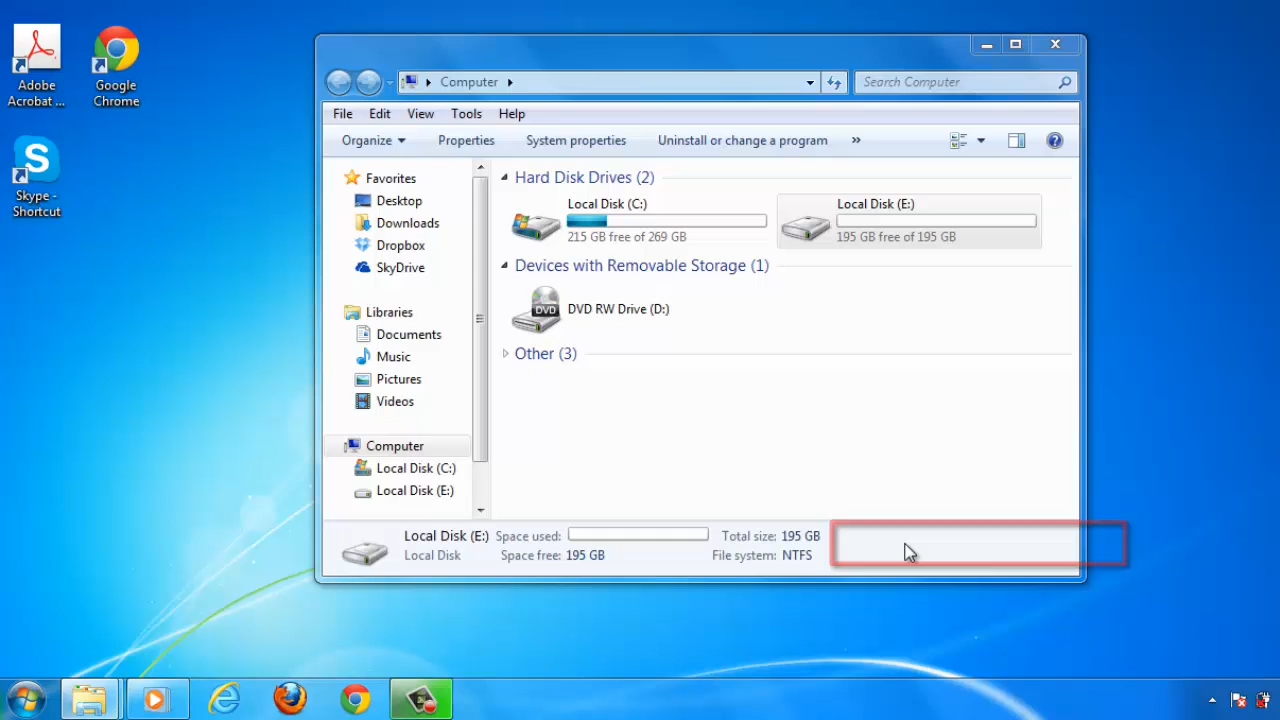 Adobe
Acrobat ...
Google
Chrome
Skype -
Shortcut
Computer
Search Computer
File Edit View Tools Help
Organize Properties System properties Uninstall or change a program »
Favorites
Desktop
Downloads
Dropbox
SkyDrive
Libraries
Documents
Music
Pictures
Videos
Computer
Local Disk (C:)
Local Disk (E:)
Hard Disk Drives (2)
Local Disk (C:)
215 GB free of 269 GB
Local Disk (E:)
195 GB free of 195 GB
Devices with Removable Storage (1)
DVD
DVD RW Drive (D:)
Other (3)
Local Disk (E:) Space used: Total size: 195 GB
Local Disk Space free: 195 GB File system: NTFS